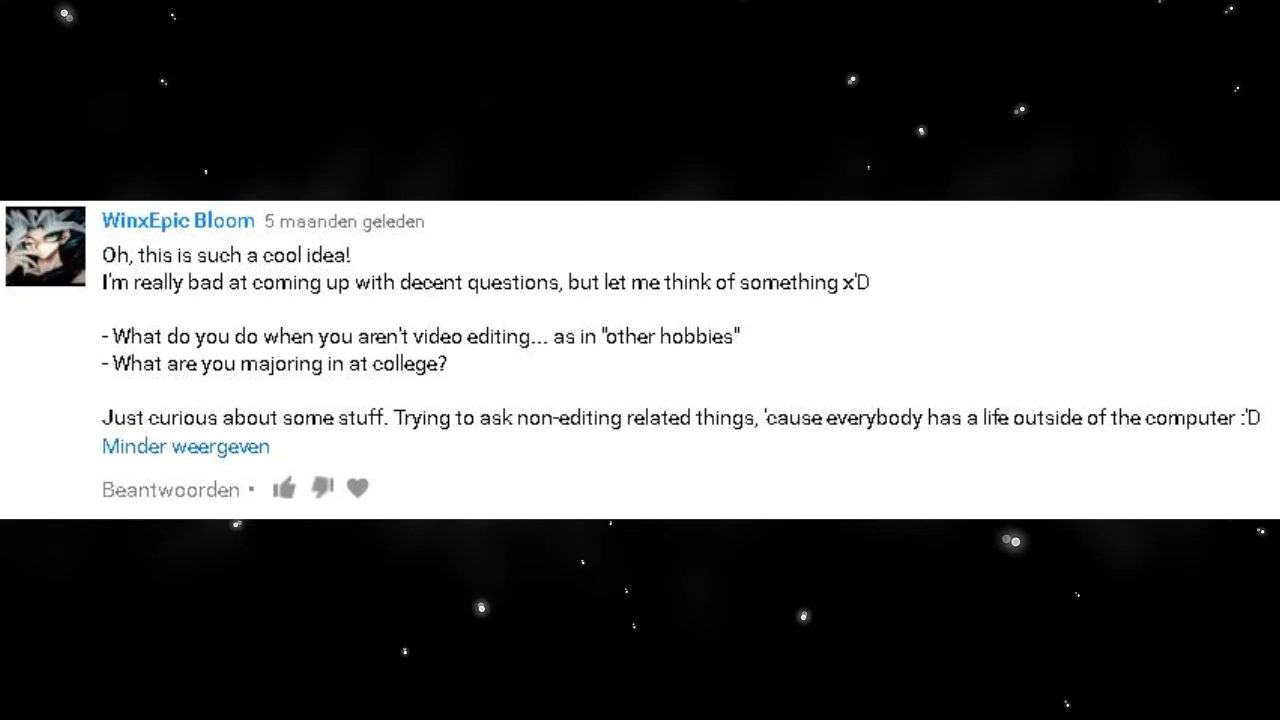 WinxEpic Bloom 5 maanden geleden
Oh, this is such a cool idea!
I'm really bad at coming up with decent questions, but let me think of something x'D
- What do you do when you aren't video editing... as in "other hobbies"
- What are you majoring in at college?
Just curious about some stuff. Trying to ask non-editing related things, 'cause everybody has a life outside of the computer :'D
Minder weergeven
Beantwoorden •